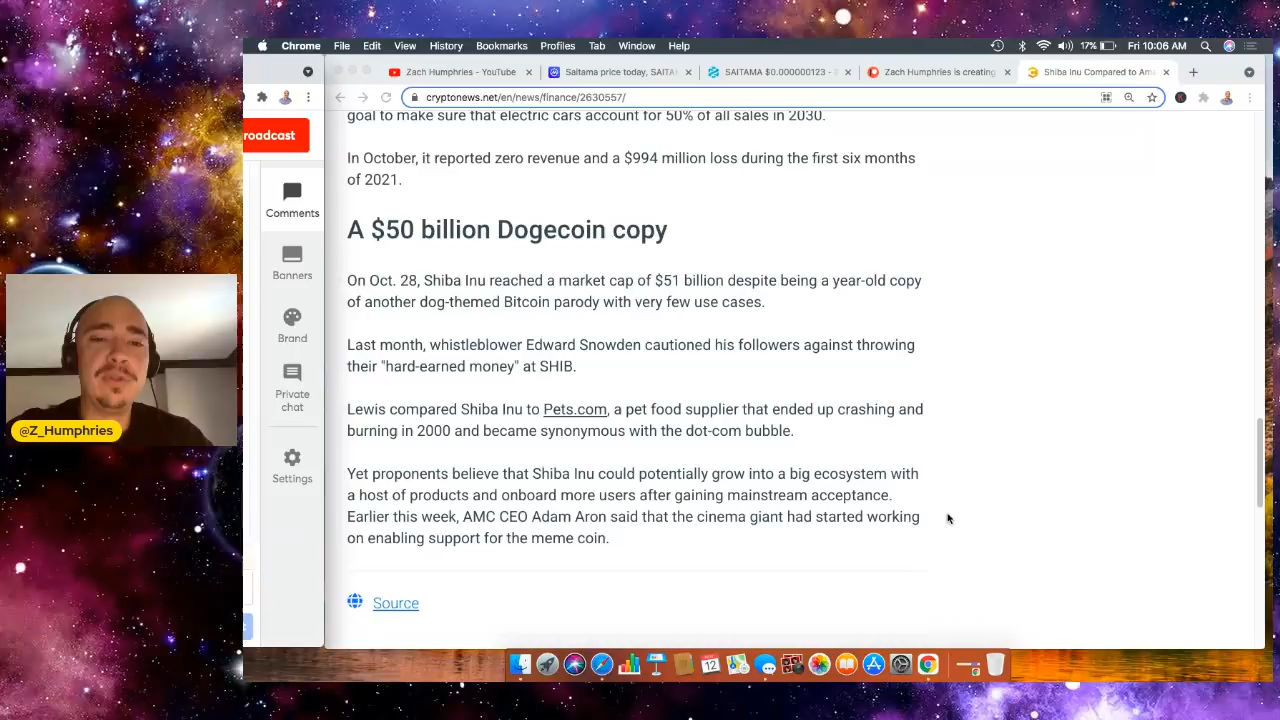 Chrome File Edit View History Bookmarks Profiles Tab Window Help 17% Fri 10:06 AM
Zach Humphries - YouTube
Saitama price today, SAITA
SAITAMA $0.000000123 -
Zach Humphries is creating
Shiba Inu Compared to Am
cryptonews.net/en/news/finance/2630557/
roadcast
Comments
Banners
Brand
Private
chat
Settings
goal to make sure that electric cars account for 50% of all sales in 2030.
In October, it reported zero revenue and a $994 million loss during the first six months
of 2021.
A $50 billion Dogecoin copy
On Oct. 28, Shiba Inu reached a market cap of $51 billion despite being a year-old copy
of another dog-themed Bitcoin parody with very few use cases.
Last month, whistleblower Edward Snowden cautioned his followers against throwing
their "hard-earned money" at SHIB.
Lewis compared Shiba Inu to Pets.com, a pet food supplier that ended up crashing and
burning in 2000 and became synonymous with the dot-com bubble.
Yet proponents believe that Shiba Inu could potentially grow into a big ecosystem with
a host of products and onboard more users after gaining mainstream acceptance.
Earlier this week, AMC CEO Adam Aron said that the cinema giant had started working
on enabling support for the meme coin.
Source
@Z_Humphries
12